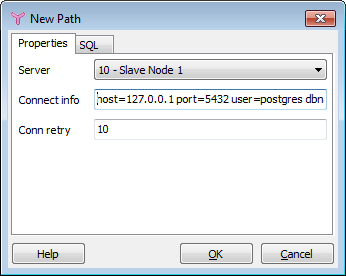 New Path
Properties
SQL
Server
10 - Slave Node 1
Connect info
host=127.0.0.1 port=5432 user=postgres dbn
Conn retry
10
Help
OK
Cancel